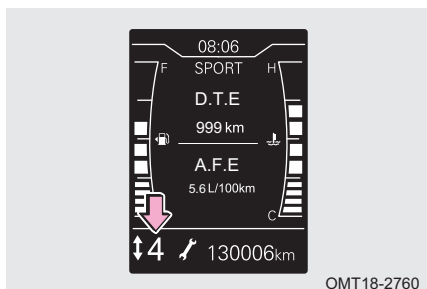 08:06
F SPORT H
D.T.E
999 km
A.F.E
5.6 L/100km
C
4 130006km
OMT18-2760